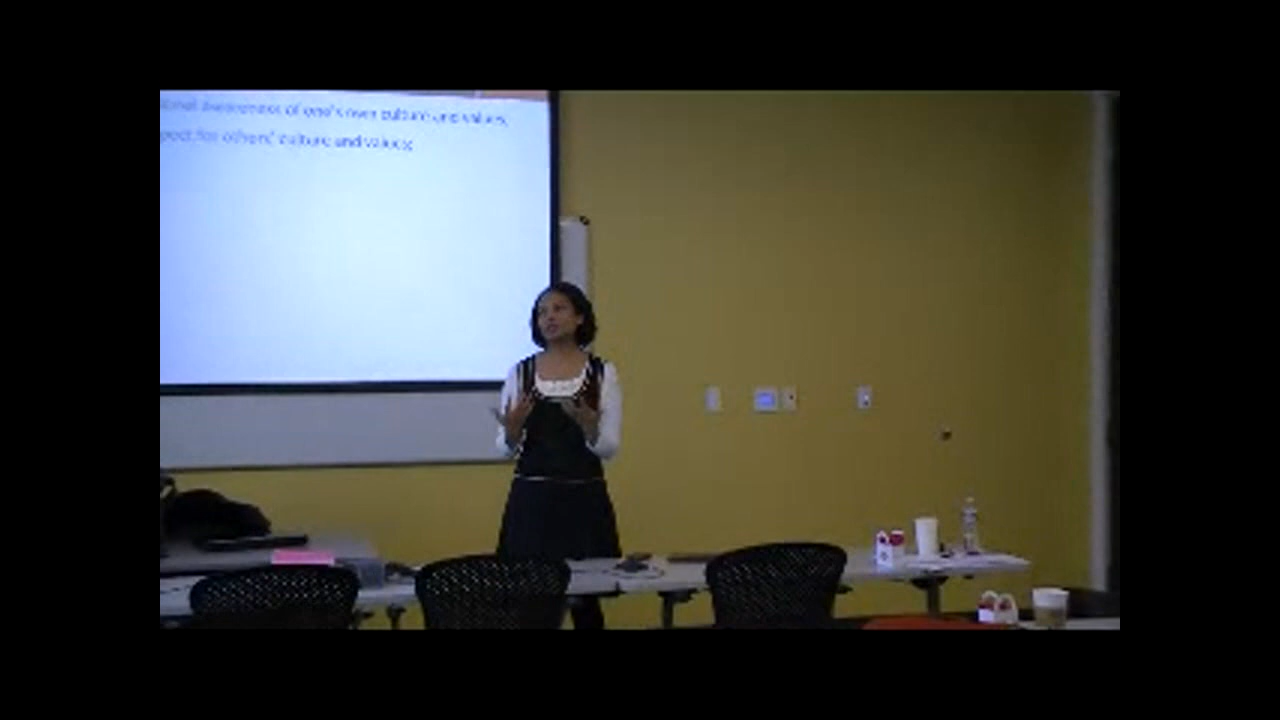 awareness of one's own culture and values,
for others' culture and values;